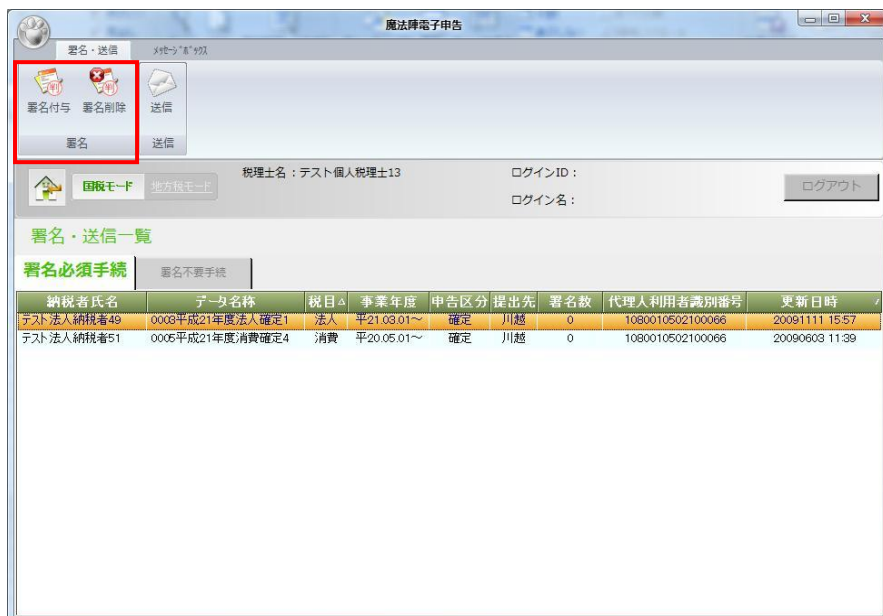 魔法陣電子申告
署名・送信 ﾒｯｾｰｼﾞﾎﾞｯｸｽ
署名付与 署名削除 送信
署名 送信
税理士名：テスト個人税理士13 ログインID：
国税モード 地方税モード ログアウト
ログイン名：
署名・送信一覧
署名必須手続 署名不要手続
納税者氏名 データ名称 税目△ 事業年度 申告区分 提出先 署名数 代理人利用者識別番号 更新日時
テスト法人納税者49 0003平成21年度法人確定1 法人 平21.03.01～ 確定 川越 0 1080010502100066 20091111 15:57
テスト法人納税者51 0005平成21年度消費確定4 消費 平20.05.01～ 確定 川越 0 1080010502100066 20090603 11:39